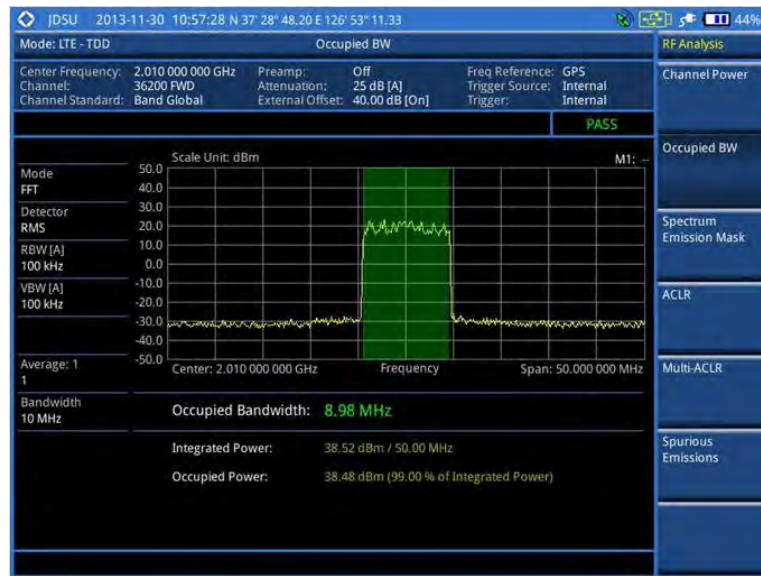 JDSU 2013-11-30 10:57:28 N 37° 28" 48.20 E 126° 53" 11.33 44%
Mode: LTE - TDD Occupied BW RF Analysis
Center Frequency: 2.010 000 000 GHz Preamp: Off Freq Reference: GPS
Channel: 36200 FWD Attenuation: 25 dB [A] Trigger Source: Internal
Channel Standard: Band Global External Offset: 40.00 dB [On] Trigger: Internal
PASS
Scale Unit: dBm M1: --
Mode
FFT
Detector
RMS
RBW [A]
100 kHz
VBW [A]
100 kHz
Average: 1
1
Bandwidth
10 MHz
50.0
40.0
30.0
20.0
10.0
0.0
-10.0
-20.0
-30.0
-40.0
-50.0
Center: 2.010 000 000 GHz Frequency Span: 50.000 000 MHz
Occupied Bandwidth: 8.98 MHz
Integrated Power: 38.52 dBm / 50.00 MHz
Occupied Power: 38.48 dBm (99.00 % of Integrated Power)
Channel Power
Occupied BW
Spectrum
Emission Mask
ACLR
Multi-ACLR
Spurious
Emissions